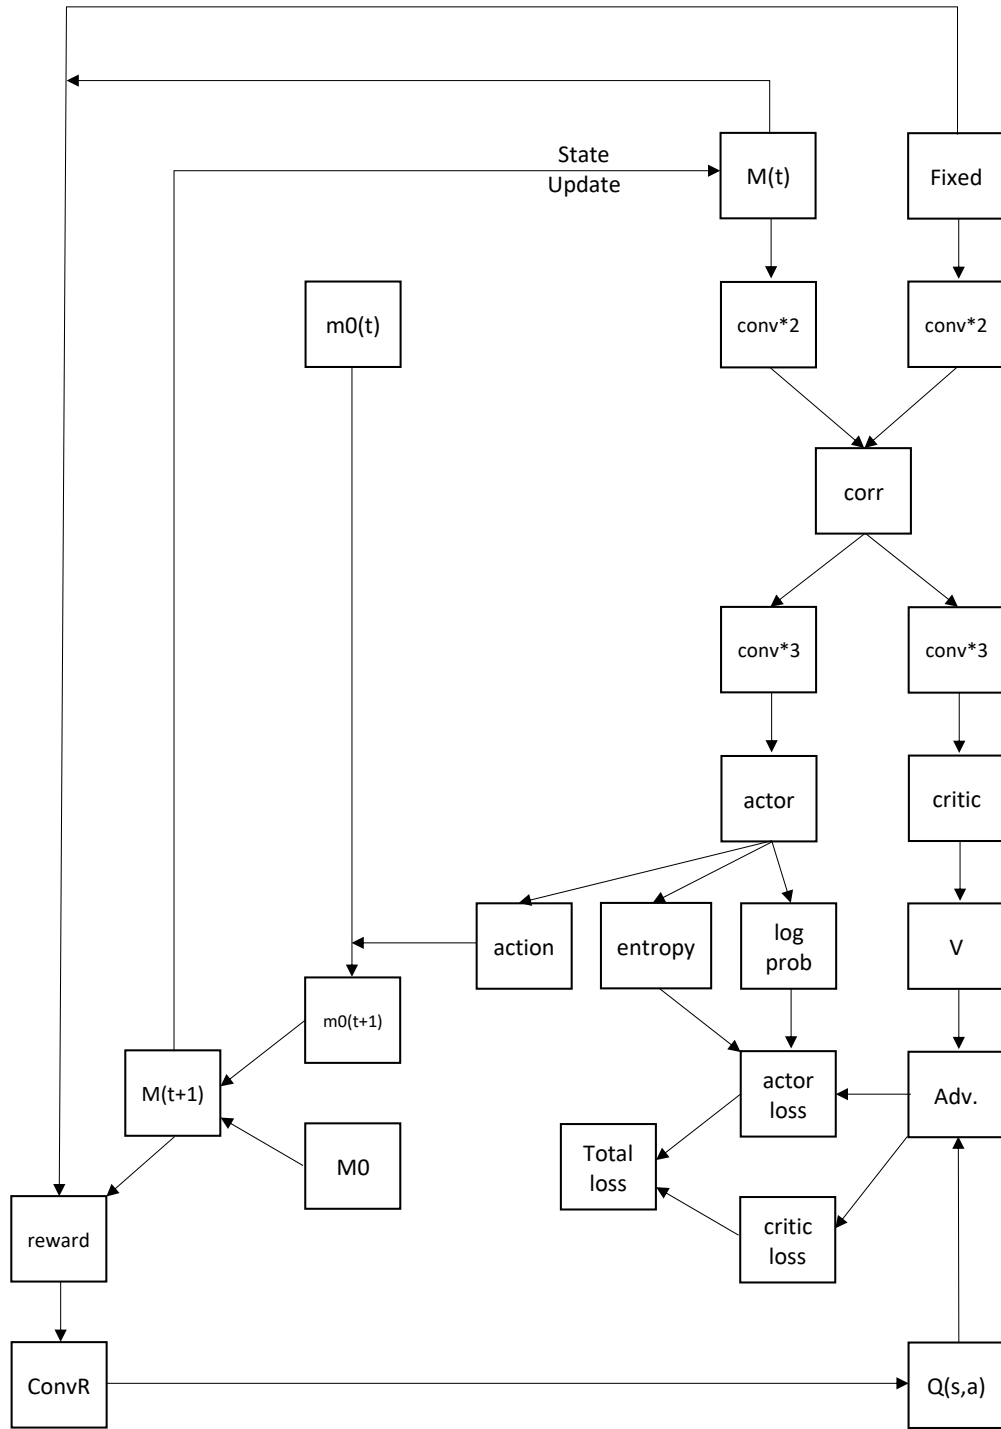 State
Update
M(t)
Fixed
m0(t)
conv*2
conv*2
corr
conv*3
conv*3
actor
critic
action
entropy
log
prob
V
m0(t+1)
M(t+1)
actor
loss
Adv.
M0
Total
loss
reward
critic
loss
ConvR
Q(s,a)